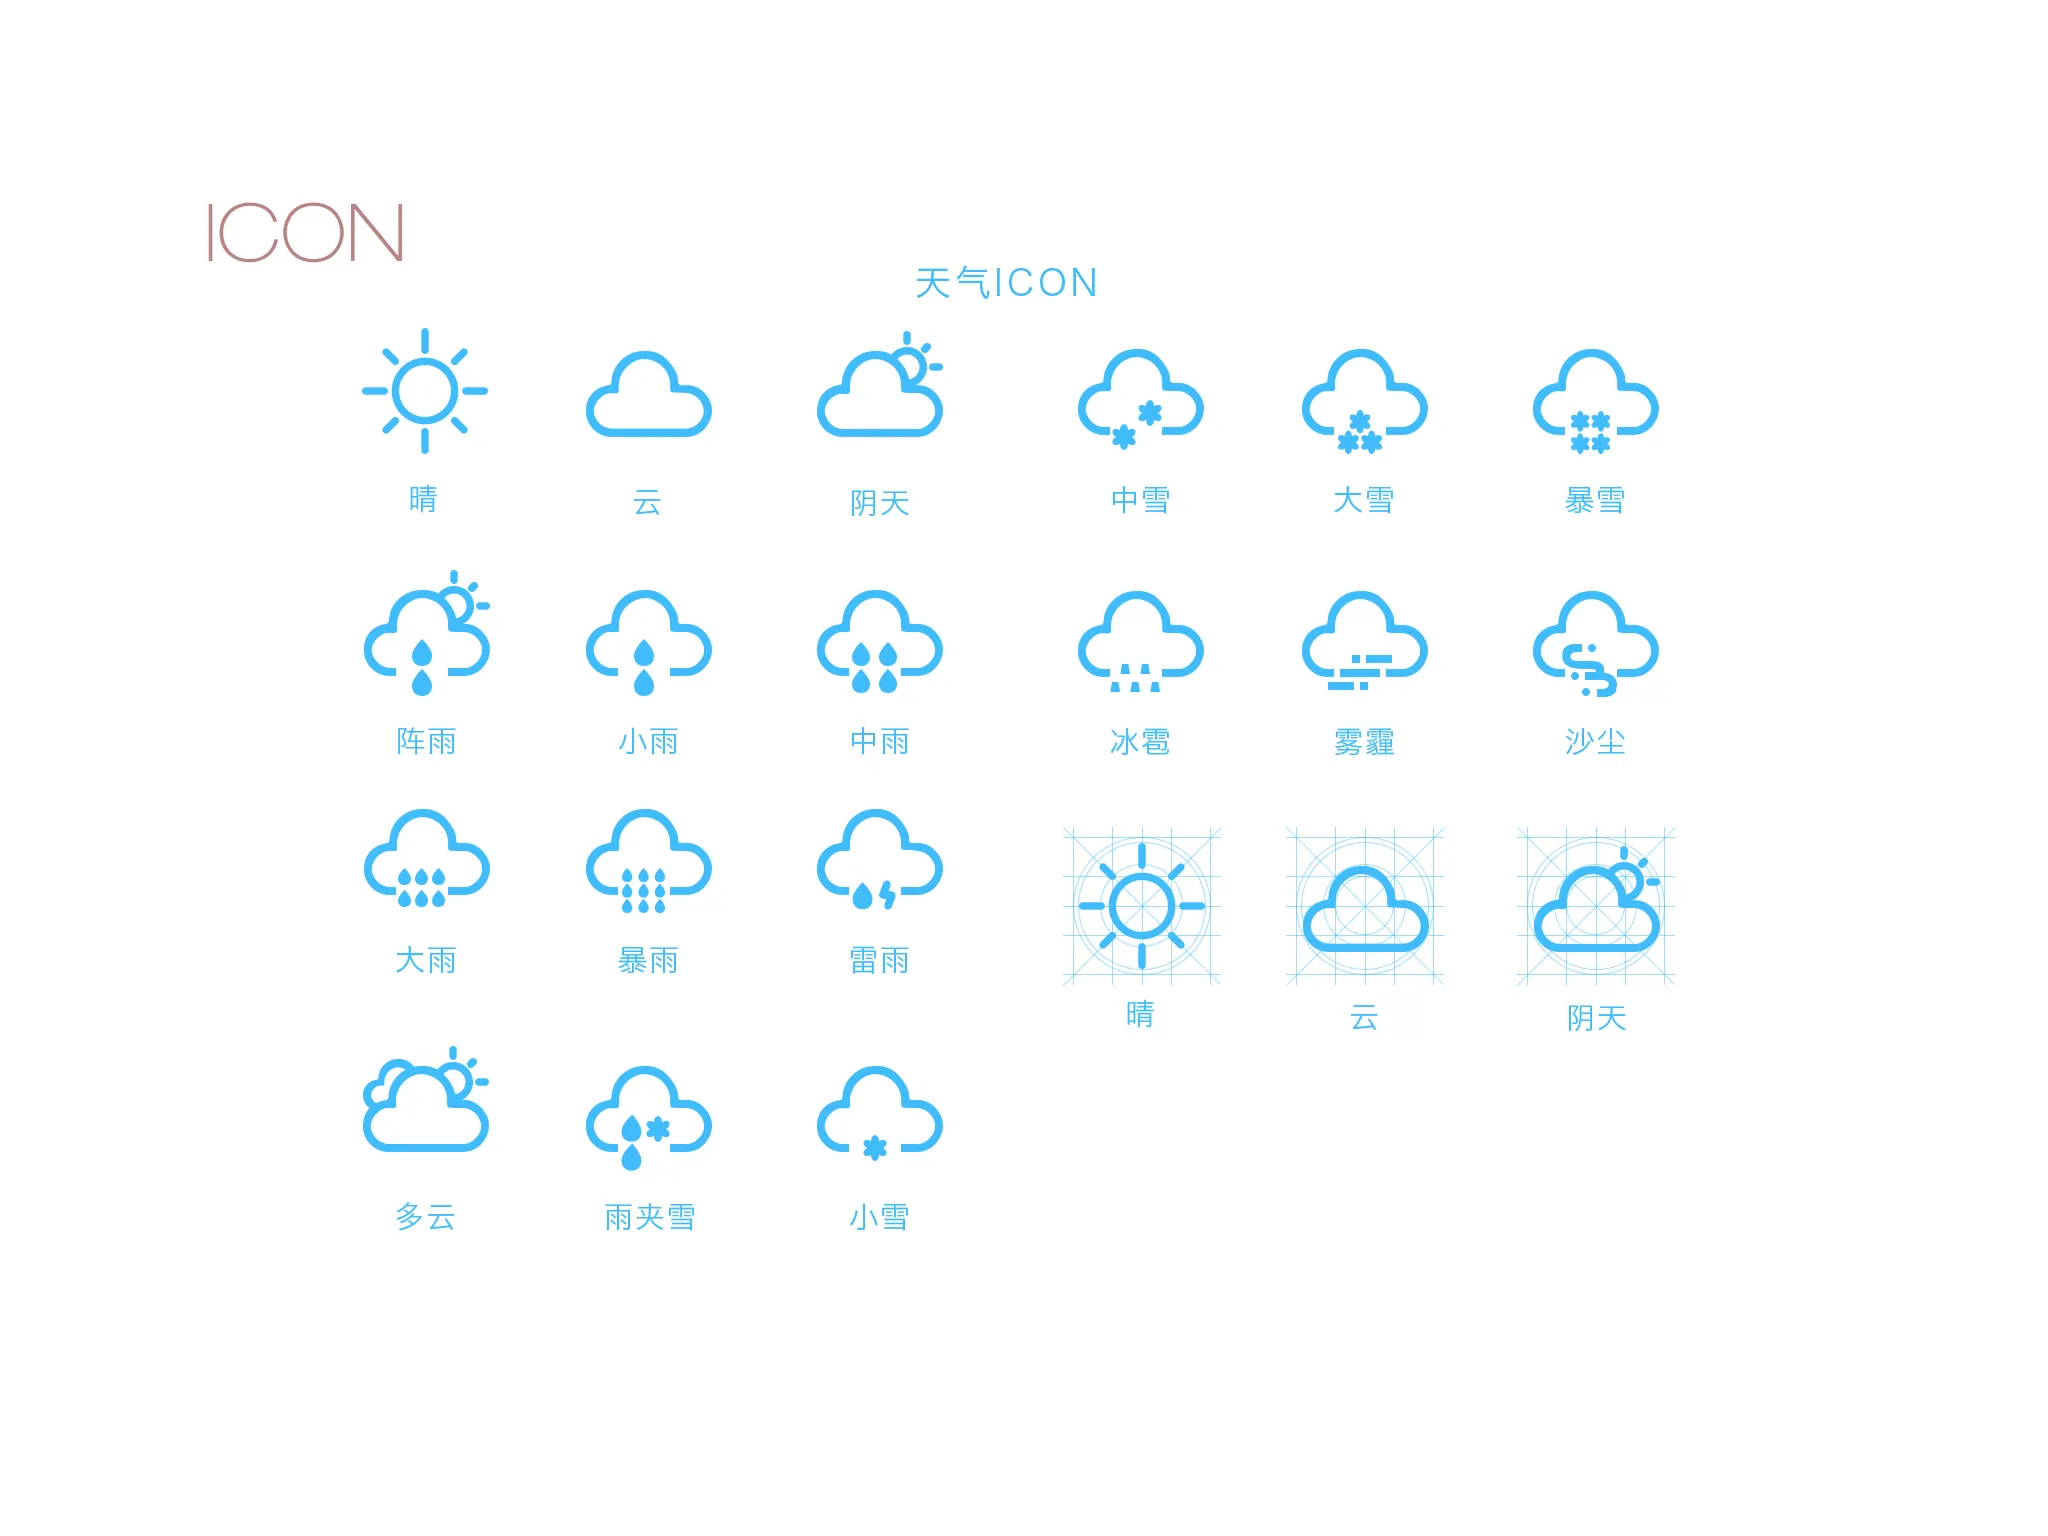 ICON
天气ICON
晴 云 阴天 中雪 大雪 暴雪
阵雨 小雨 中雨 冰雹 雾霾 沙尘
大雨 暴雨 雷雨
晴 云 阴天
多云 雨夹雪 小雪